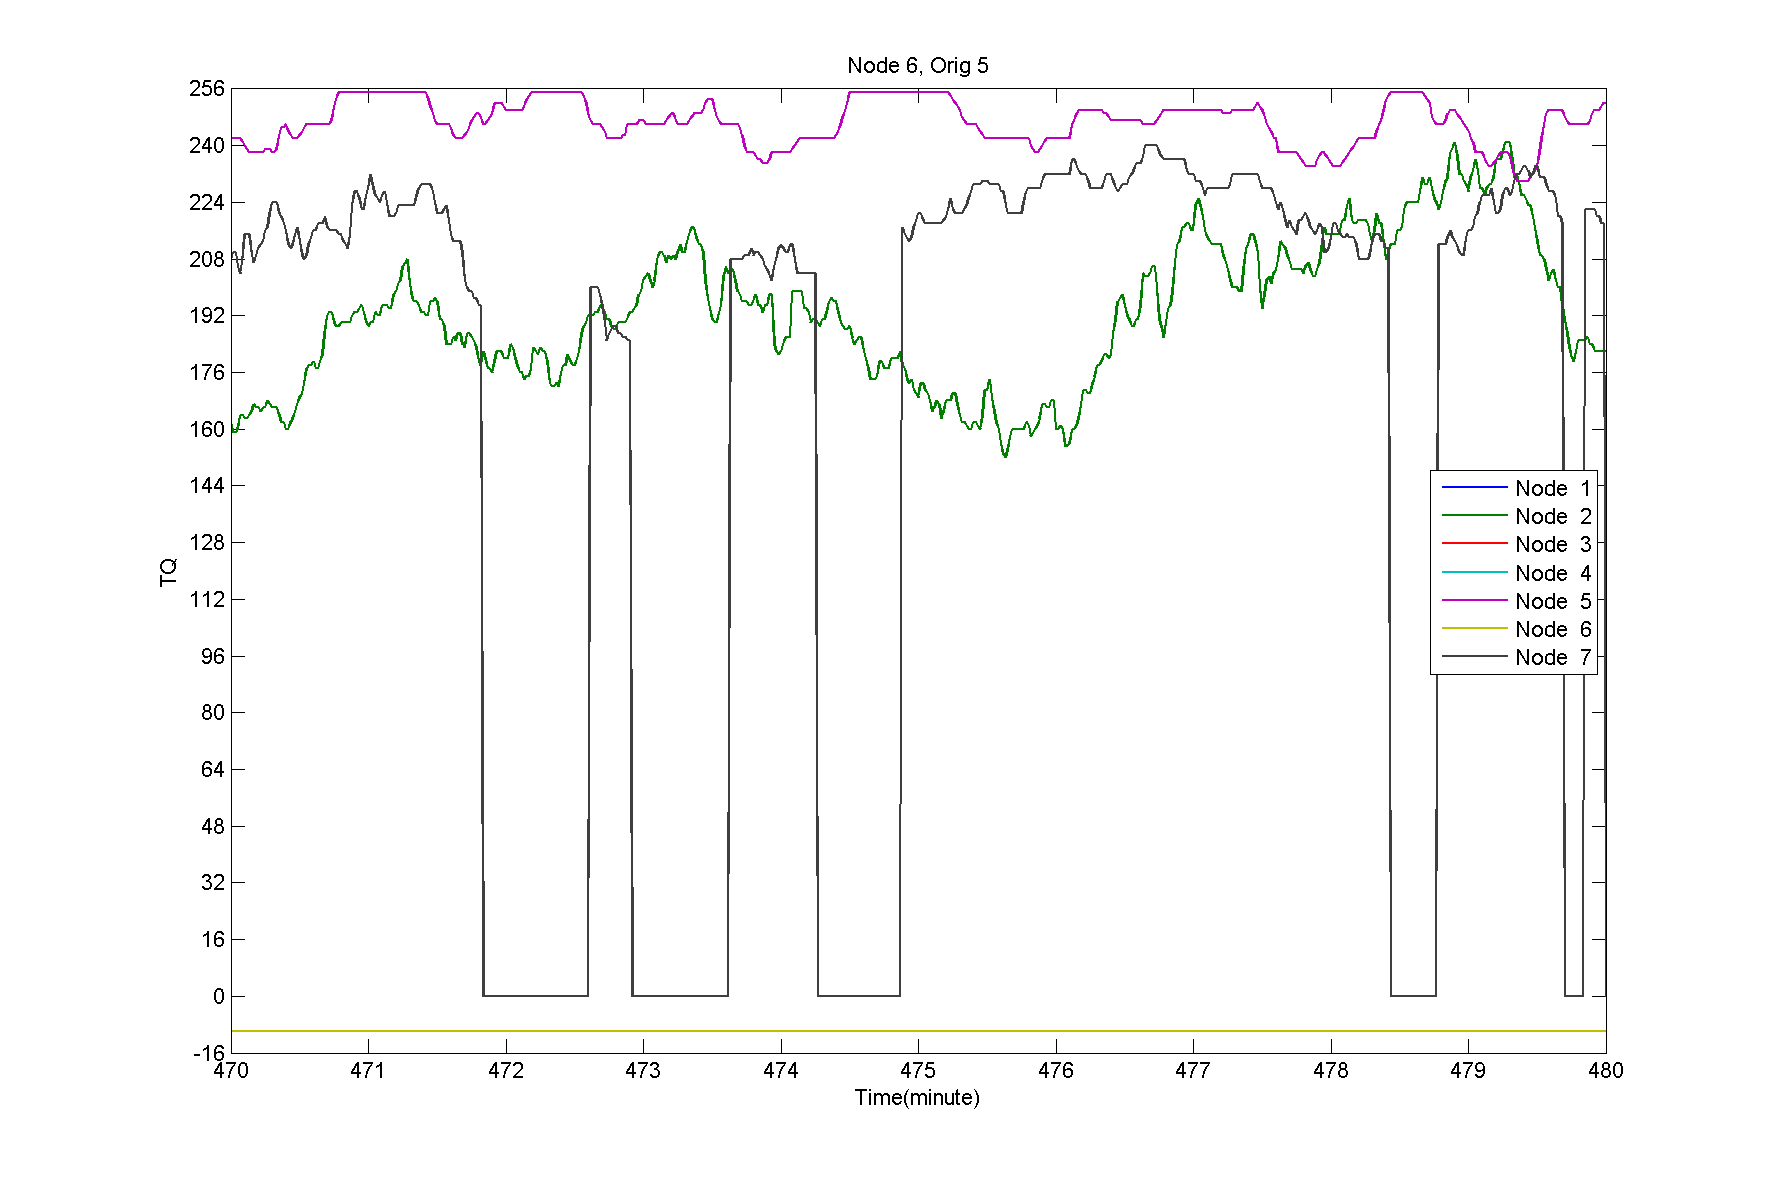 Node 6, Orig 5
256
240
224
208
192
176
160
144
128
112
96
80
64
48
32
16
0
-16
TQ
Node 1
Node 2
Node 3
Node 4
Node 5
Node 6
Node 7
470 471 472 473 474 475 476 477 478 479 480
Time(minute)